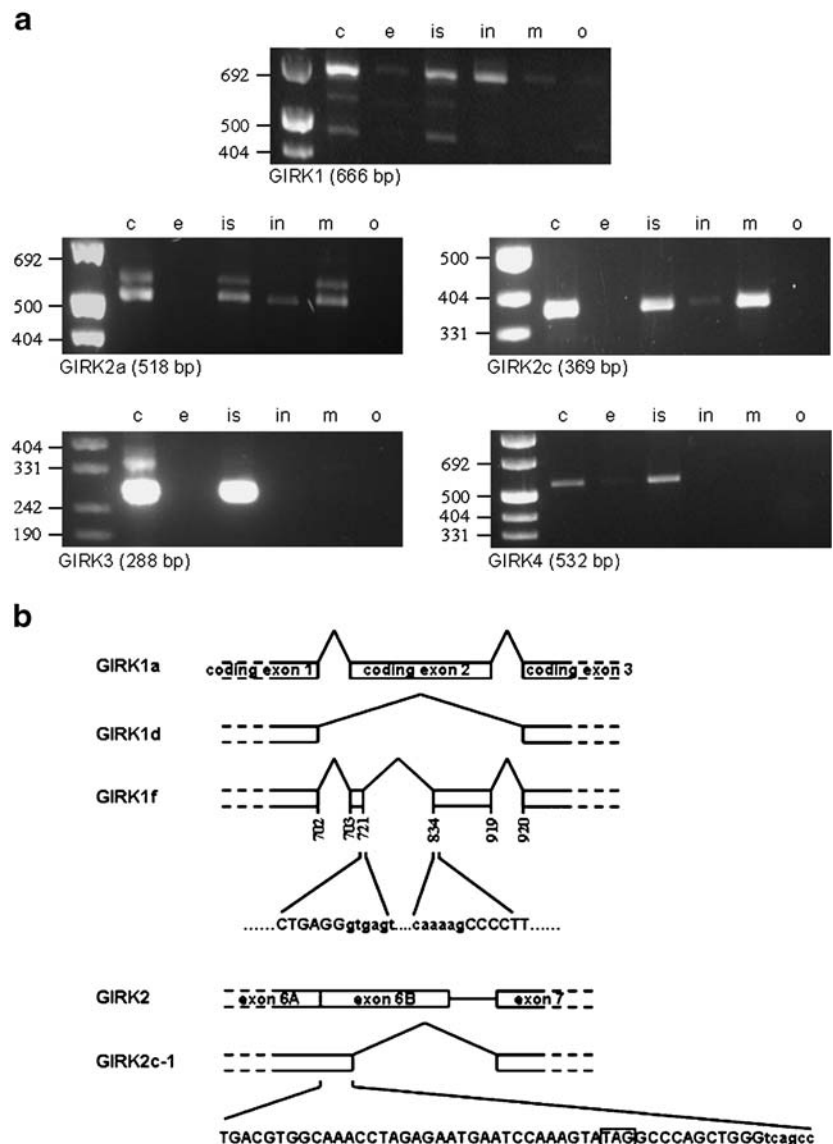 a
c e is in m o
692
500
404
GIRK1 (666 bp)
c e is in m o
692
500
404
GIRK2a (518 bp)
c e is in m o
500
404
331
GIRK2c (369 bp)
c e is in m o
404
331
242
190
GIRK3 (288 bp)
c e is in m o
692
500
404
331
GIRK4 (532 bp)
b
GIRK1a coding exon 1 coding exon 2 coding exon 3
GIRK1d
GIRK1f
702 703 721 834 919 920
......CTGAGGgtgagt....caaaagCCCCTT......
GIRK2 exon 6A exon 6B exon 7
GIRK2c-1
TGACGTGGCAAACCTAGAGAATGAATCCAAAGTATAGGCCCAGCTGGGtcagcc